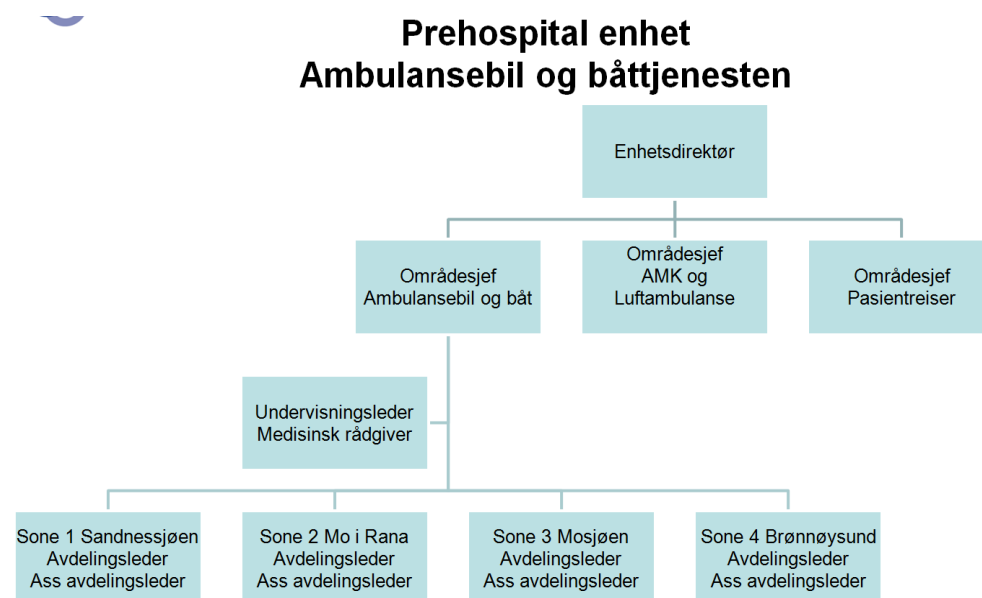 Prehospital enhet
Ambulansebil og båttjenesten
Enhetsdirektør
Områdesjef
Ambulansebil og båt
Områdesjef
AMK og
Luftambulanse
Områdesjef
Pasientreiser
Undervisningsleder
Medisinsk rådgiver
Sone 1 Sandnessjøen
Avdelingsleder
Ass avdelingsleder
Sone 2 Mo i Rana
Avdelingsleder
Ass avdelingsleder
Sone 3 Mosjøen
Avdelingsleder
Ass avdelingsleder
Sone 4 Brønnøysund
Avdelingsleder
Ass avdelingsleder